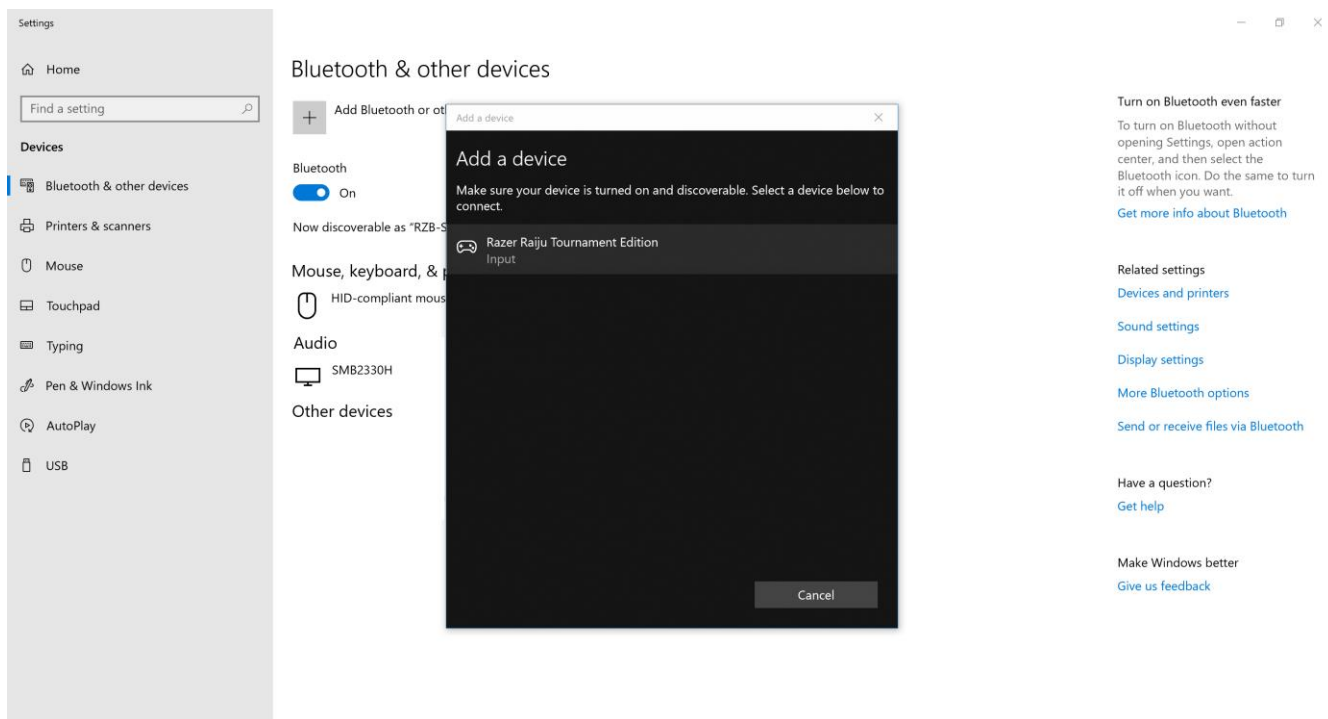 Settings
Home
Find a setting
Devices
Bluetooth & other devices
Printers & scanners
Mouse
Touchpad
Typing
Pen & Windows Ink
AutoPlay
USB
Bluetooth & other devices
Add Bluetooth or ot
Bluetooth
On
Now discoverable as "RZB-S
Mouse, keyboard, &
HID-compliant mous
Audio
SMB2330H
Other devices
Add a device
Add a device
Make sure your device is turned on and discoverable. Select a device below to
connect.
Razer Raiju Tournament Edition
Input
Cancel
Turn on Bluetooth even faster
To turn on Bluetooth without
opening Settings, open action
center, and then select the
Bluetooth icon. Do the same to turn
it off when you want.
Get more info about Bluetooth
Related settings
Devices and printers
Sound settings
Display settings
More Bluetooth options
Send or receive files via Bluetooth
Have a question?
Get help
Make Windows better
Give us feedback